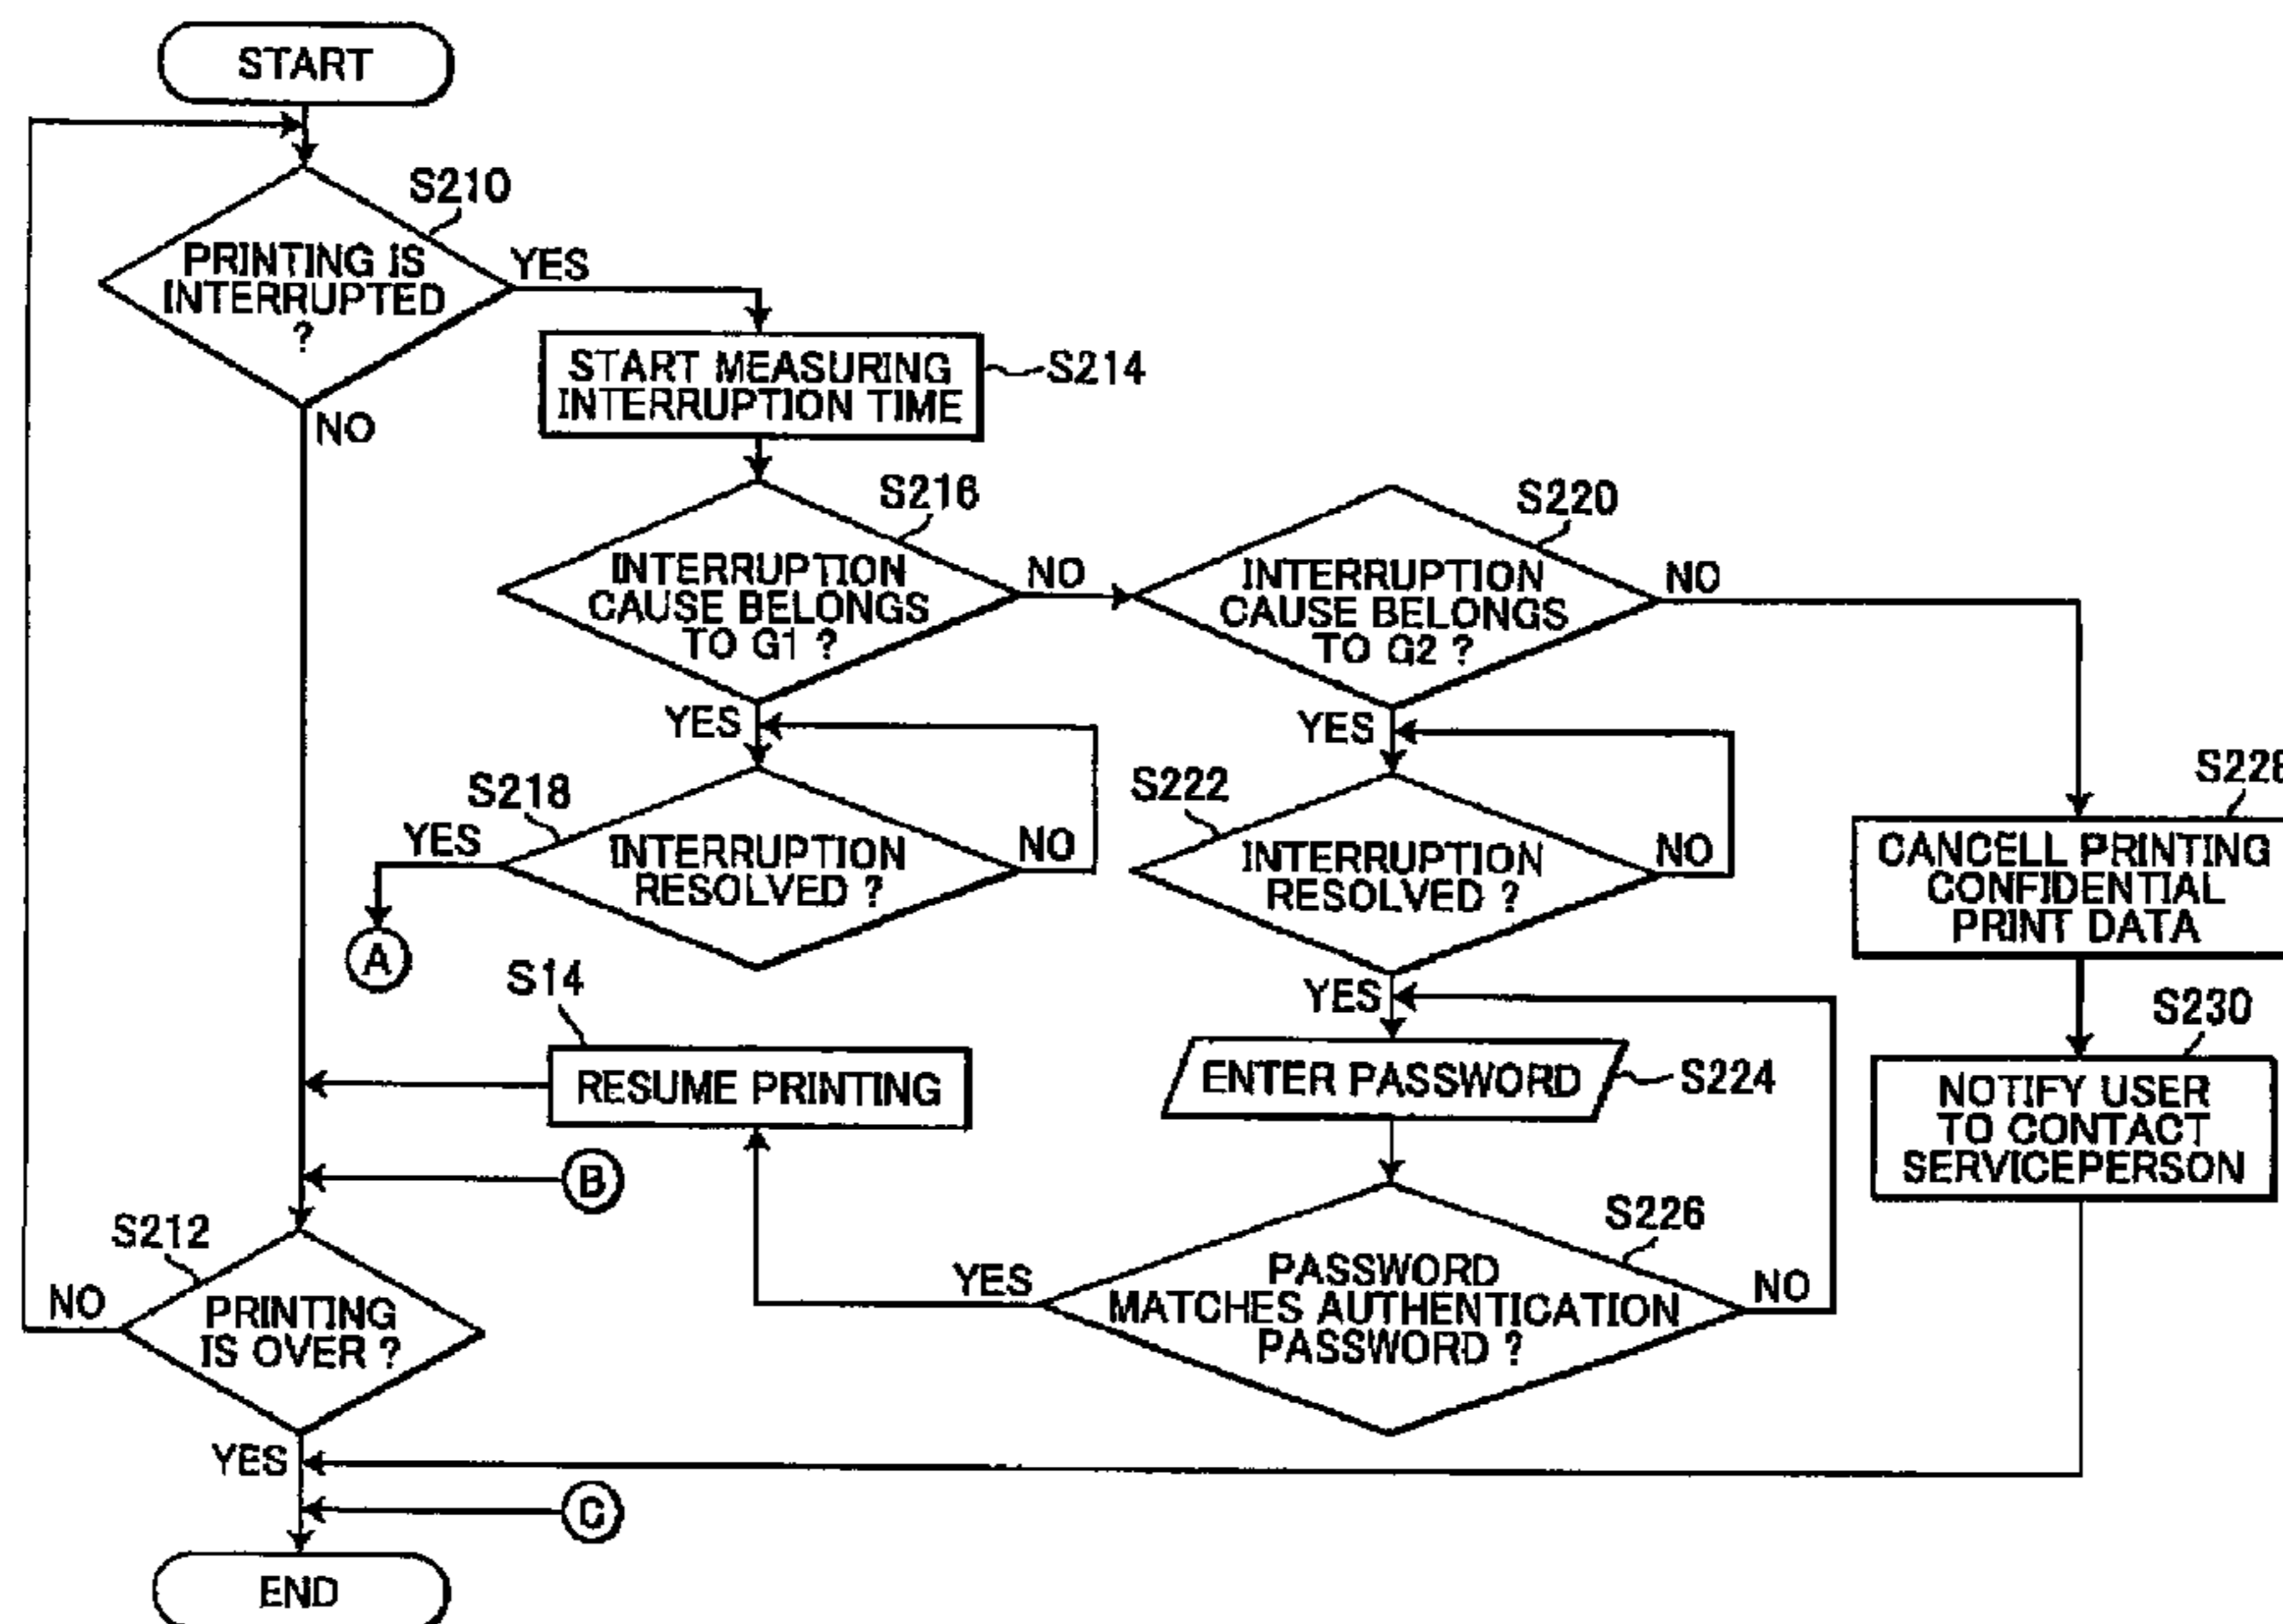 START
S210
PRINTING IS
INTERRUPTED
?
YES
NO
START MEASURING
INTERRUPTION TIME
S214
S216
INTERRUPTION
CAUSE BELONGS
TO G1 ?
NO
YES
S220
INTERRUPTION
CAUSE BELONGS
TO G2 ?
NO
YES
S218
INTERRUPTION
RESOLVED ?
YES
NO
A
S222
INTERRUPTION
RESOLVED ?
NO
YES
S228
CANCELL PRINTING
CONFIDENTIAL
PRINT DATA
S14
RESUME PRINTING
ENTER PASSWORD
S224
S230
NOTIFY USER
TO CONTACT
SERVICEPERSON
B
S212
PRINTING
IS OVER ?
NO
YES
S226
PASSWORD
MATCHES AUTHENTICATION
PASSWORD ?
YES
NO
C
END